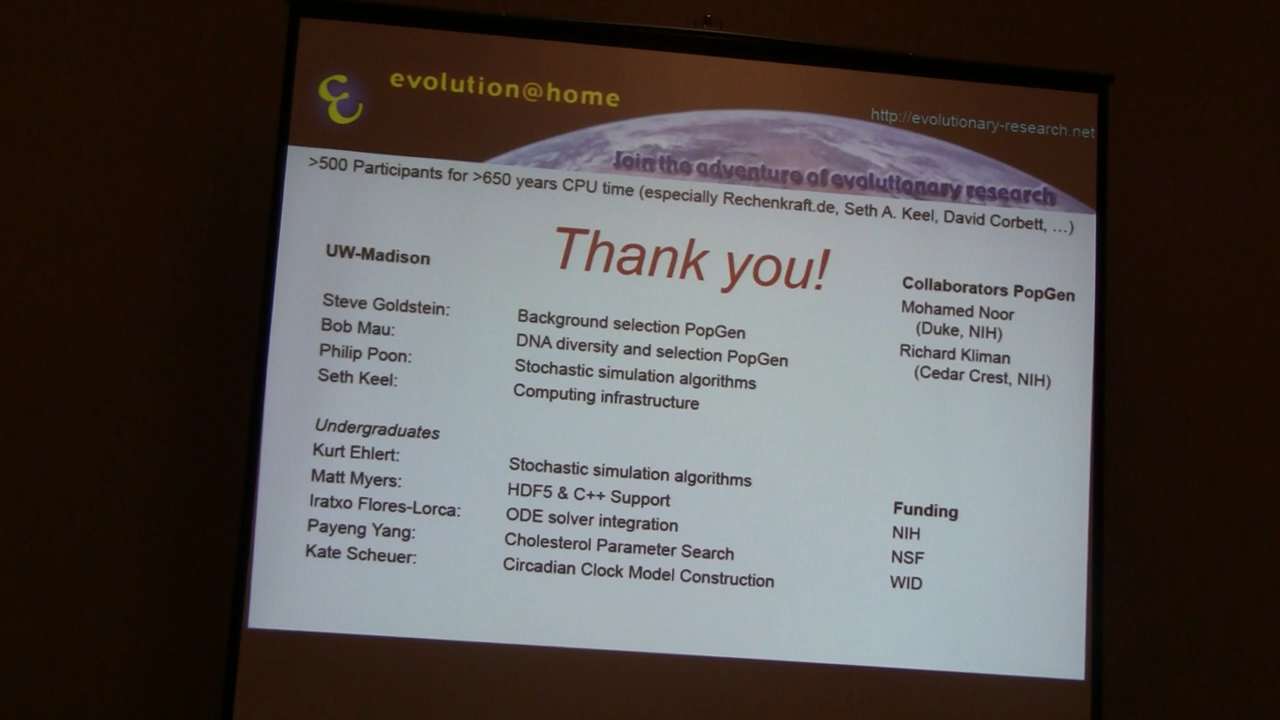 evolution@home
http://evolutionary-research.net
Join the adventure of evolutionary research
>500 Participants for >650 years CPU time (especially Rechenkraft.de, Seth A. Keel, David Corbett, …)
Thank you!
UW-Madison
Steve Goldstein: Background selection PopGen
Bob Mau: DNA diversity and selection PopGen
Philip Poon: Stochastic simulation algorithms
Seth Keel: Computing infrastructure
Undergraduates
Kurt Ehlert: Stochastic simulation algorithms
Matt Myers: HDF5 & C++ Support
Iratxo Flores-Lorca: ODE solver integration
Payeng Yang: Cholesterol Parameter Search
Kate Scheuer: Circadian Clock Model Construction
Collaborators PopGen
Mohamed Noor
(Duke, NIH)
Richard Kliman
(Cedar Crest, NIH)
Funding
NIH
NSF
WID